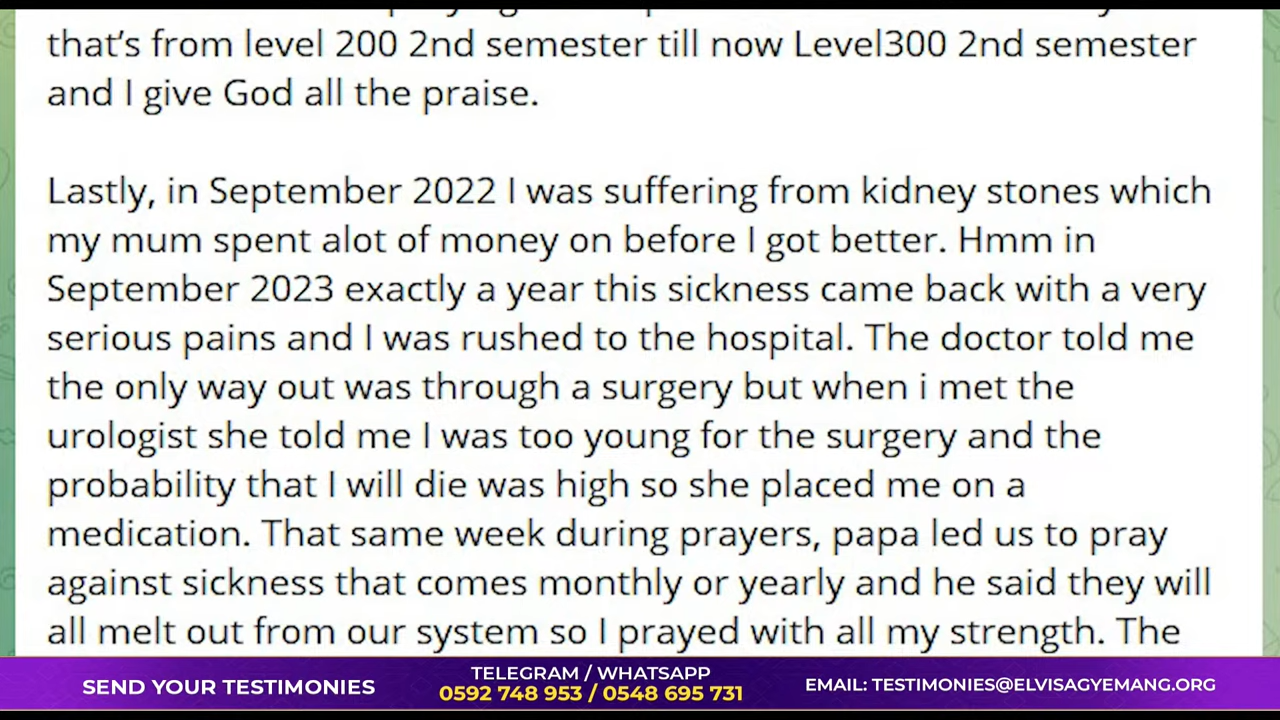 that's from level 200 2nd semester till now Level300 2nd semester
and I give God all the praise.
Lastly, in September 2022 I was suffering from kidney stones which
my mum spent alot of money on before I got better. Hmm in
September 2023 exactly a year this sickness came back with a very
serious pains and I was rushed to the hospital. The doctor told me
the only way out was through a surgery but when i met the
urologist she told me I was too young for the surgery and the
probability that I will die was high so she placed me on a
medication. That same week during prayers, papa led us to pray
against sickness that comes monthly or yearly and he said they will
all melt out from our system so I prayed with all my strength. The
SEND YOUR TESTIMONIES
TELEGRAM / WHATSAPP
0592 748 953 / 0548 695 731
EMAIL: TESTIMONIES@ELVISAGYEMANG.ORG